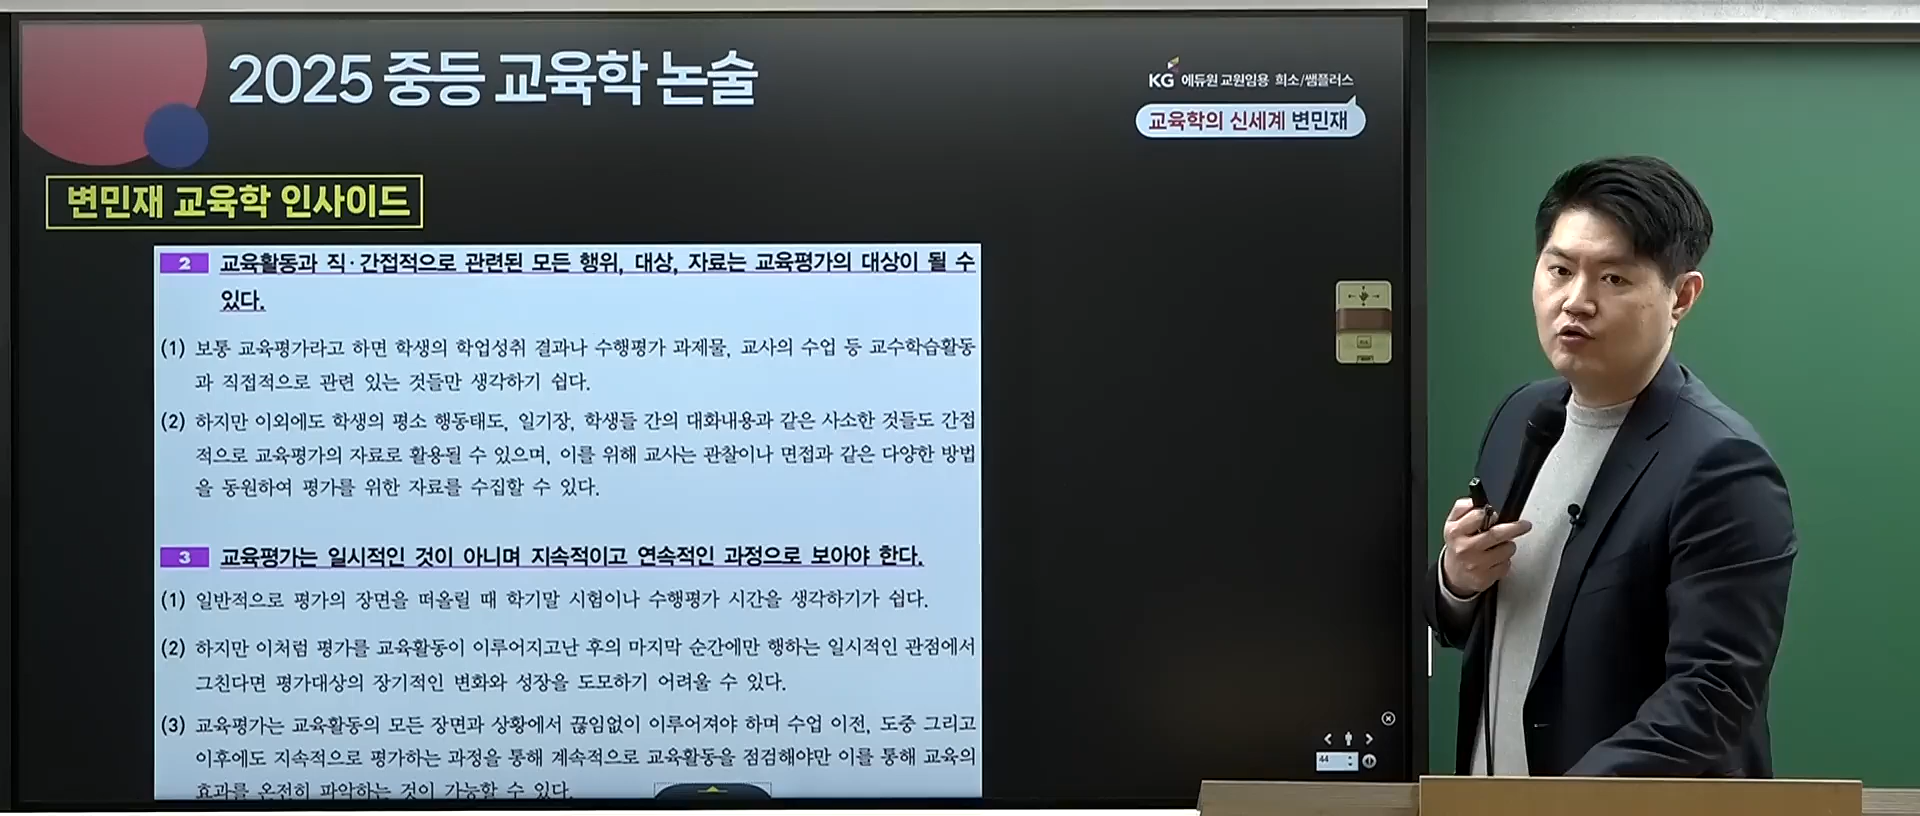 2025 중등 교육학 논술
KG 에듀원 교원임용 희소/쌤플러스
교육학의 신세계 변민재
변민재 교육학 인사이드
2 교육활동과 직·간접적으로 관련된 모든 행위, 대상, 자료는 교육평가의 대상이 될 수
있다.
(1) 보통 교육평가라고 하면 학생의 학업성취 결과나 수행평가 과제물, 교사의 수업 등 교수학습활동
과 직접적으로 관련 있는 것들만 생각하기 쉽다.
(2) 하지만 이외에도 학생의 평소 행동태도, 일기장, 학생들 간의 대화내용과 같은 사소한 것들도 간접
적으로 교육평가의 자료로 활용될 수 있으며, 이를 위해 교사는 관찰이나 면접과 같은 다양한 방법
을 동원하여 평가를 위한 자료를 수집할 수 있다.
3 교육평가는 일시적인 것이 아니며 지속적이고 연속적인 과정으로 보아야 한다.
(1) 일반적으로 평가의 장면을 떠올릴 때 학기말 시험이나 수행평가 시간을 생각하기가 쉽다.
(2) 하지만 이처럼 평가를 교육활동이 이루어지고난 후의 마지막 순간에만 행하는 일시적인 관점에서
그친다면 평가대상의 장기적인 변화와 성장을 도모하기 어려울 수 있다.
(3) 교육평가는 교육활동의 모든 장면과 상황에서 끊임없이 이루어져야 하며 수업 이전, 도중 그리고
이후에도 지속적으로 평가하는 과정을 통해 계속적으로 교육활동을 점검해야만 이를 통해 교육의
효과를 온전히 파악하는 것이 가능할 수 있다.
44